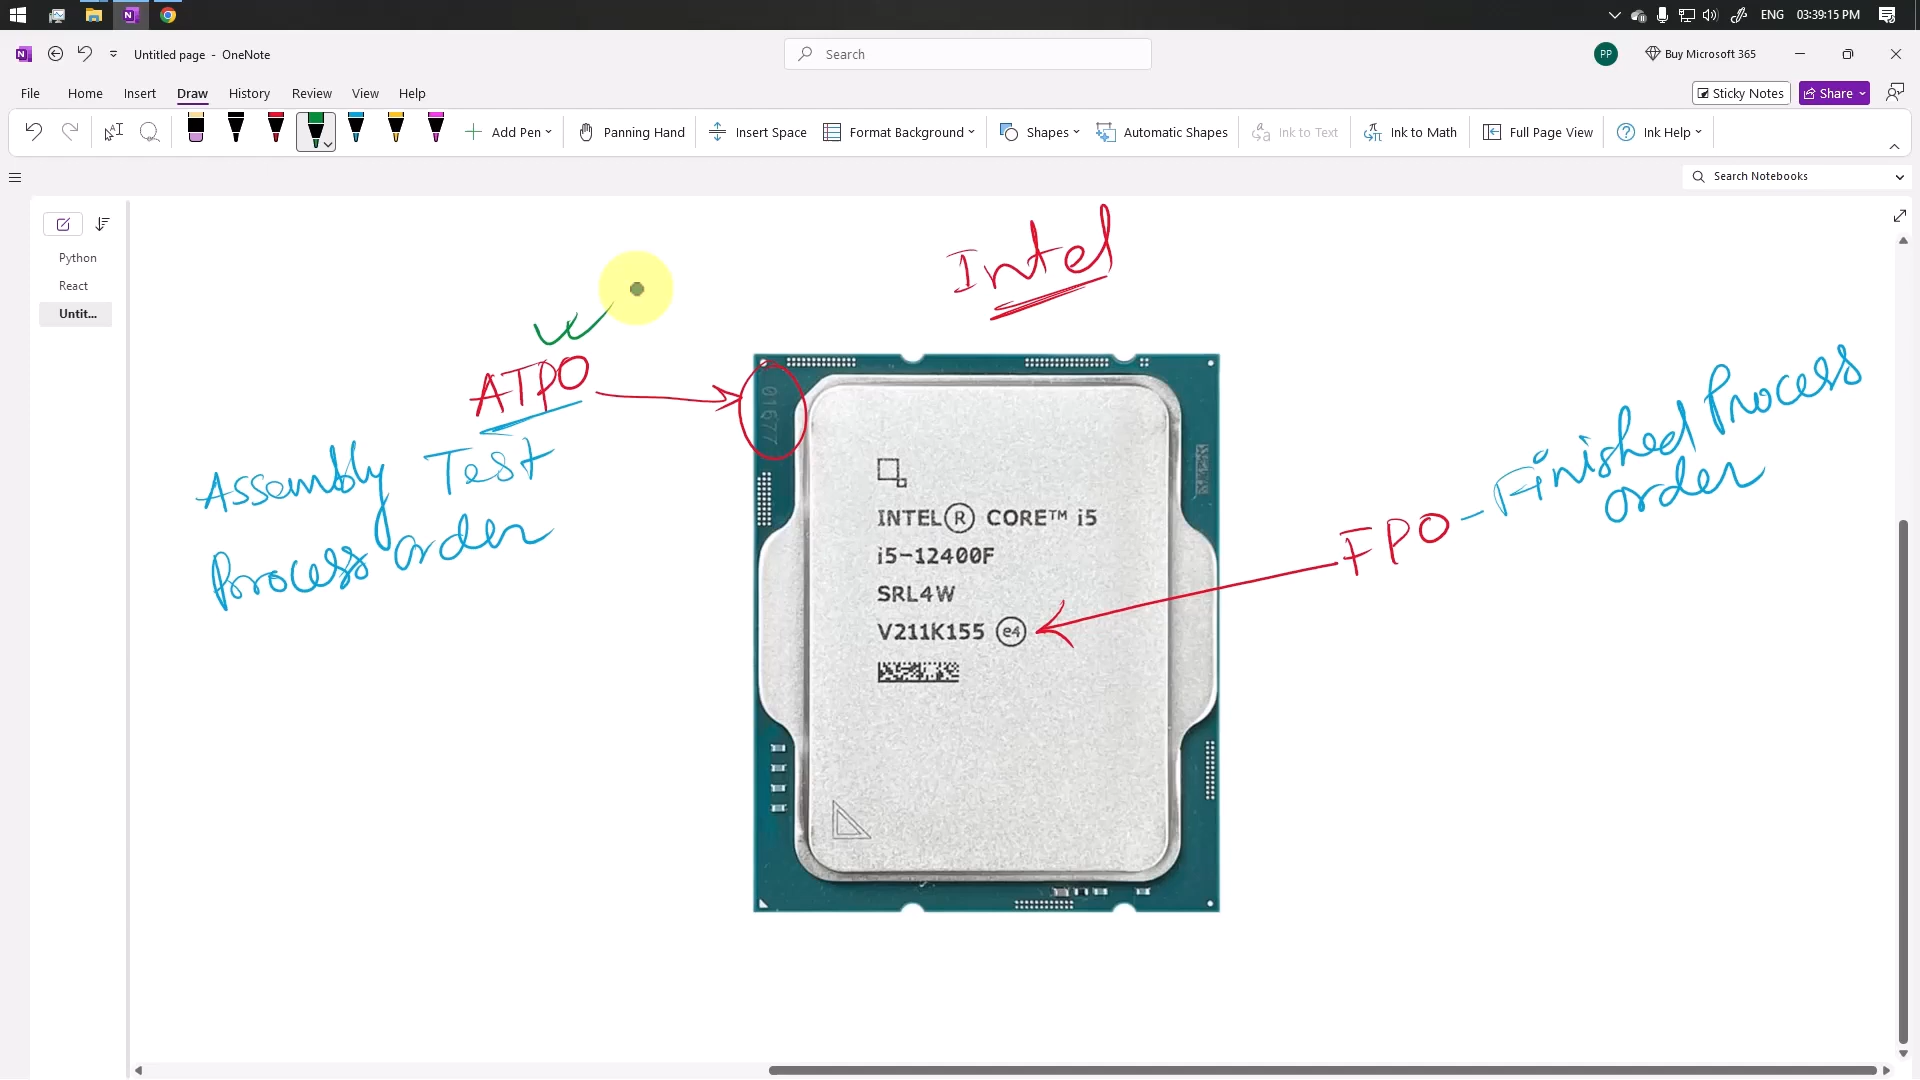 ENG 03:39:15 PM
Untitled page - OneNote
Search
PP
Buy Microsoft 365
File Home Insert Draw History Review View Help
Sticky Notes Share
Add Pen Panning Hand Insert Space Format Background Shapes Automatic Shapes Ink to Text Ink to Math Full Page View Ink Help
Search Notebooks
Python
React
Untit...
Intel
ATPO
Assembly Test
Process order
01677
INTEL® CORE™ i5
i5-12400F
SRL4W
V211K155 e4
FPO - Finished Process
order